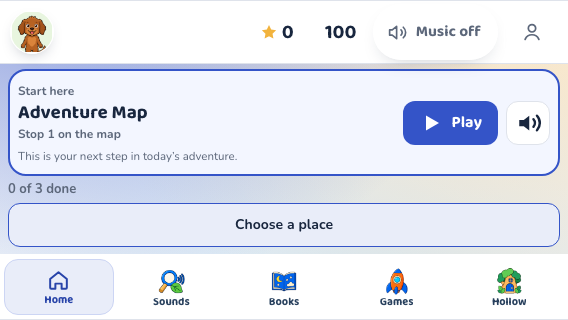 0
100
Music off
Start here
Adventure Map
Stop 1 on the map
This is your next step in today's adventure.
Play
0 of 3 done
Choose a place
Home
Sounds
Books
Games
Hollow